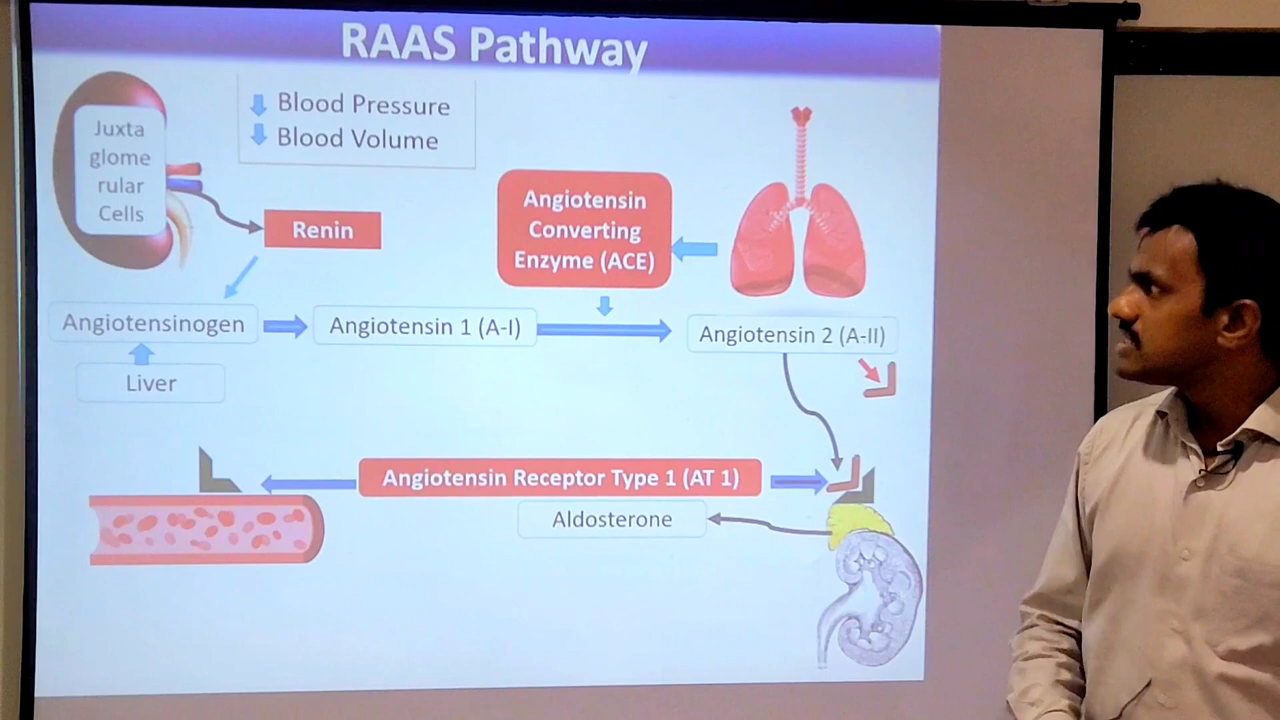 RAAS Pathway
Juxta
glome
rular
Cells
Blood Pressure
Blood Volume
Renin
Angiotensin
Converting
Enzyme (ACE)
Angiotensinogen
Angiotensin 1 (A-I)
Angiotensin 2 (A-II)
Liver
Angiotensin Receptor Type 1 (AT 1)
Aldosterone